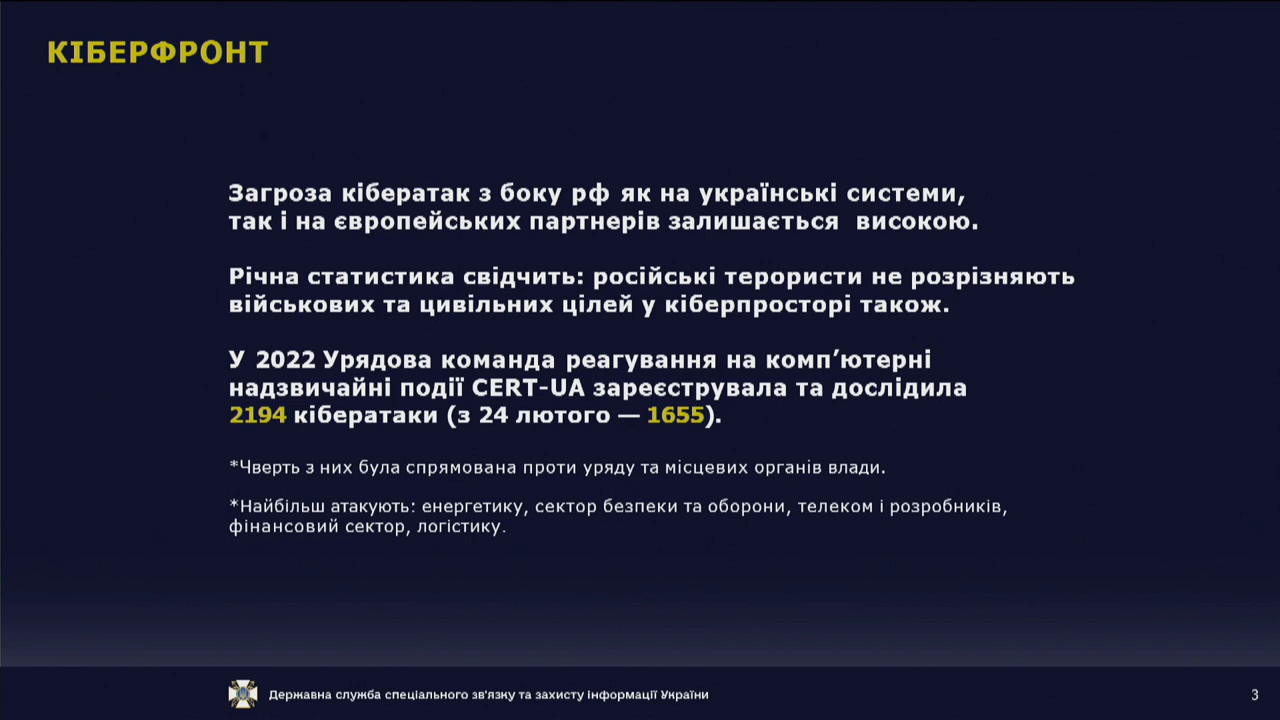 КІБЕРФРОНТ
Загроза кібератак з боку рф як на українські системи,
так і на європейських партнерів залишається високою.
Річна статистика свідчить: російські терористи не розрізняють
військових та цивільних цілей у кіберпросторі також.
У 2022 Урядова команда реагування на комп’ютерні
надзвичайні події CERT-UA зареєструвала та дослідила
2194 кібератаки (з 24 лютого — 1655).
*Чверть з них була спрямована проти уряду та місцевих органів влади.
*Найбільш атакують: енергетику, сектор безпеки та оборони, телеком і розробників,
фінансовий сектор, логістику.
Державна служба спеціального зв'язку та захисту інформації України
3